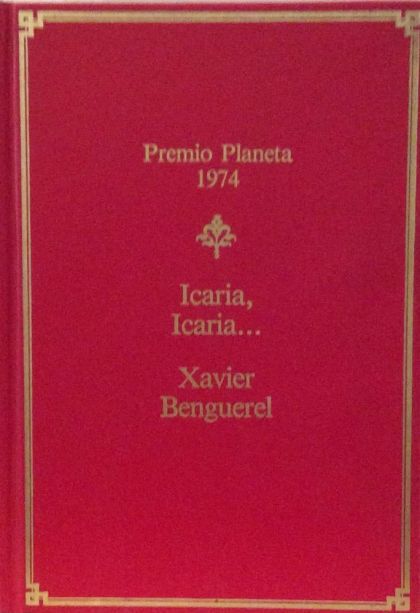 Premio Planeta
1974
Icaria,
Icaria...
Xavier
Benguerel